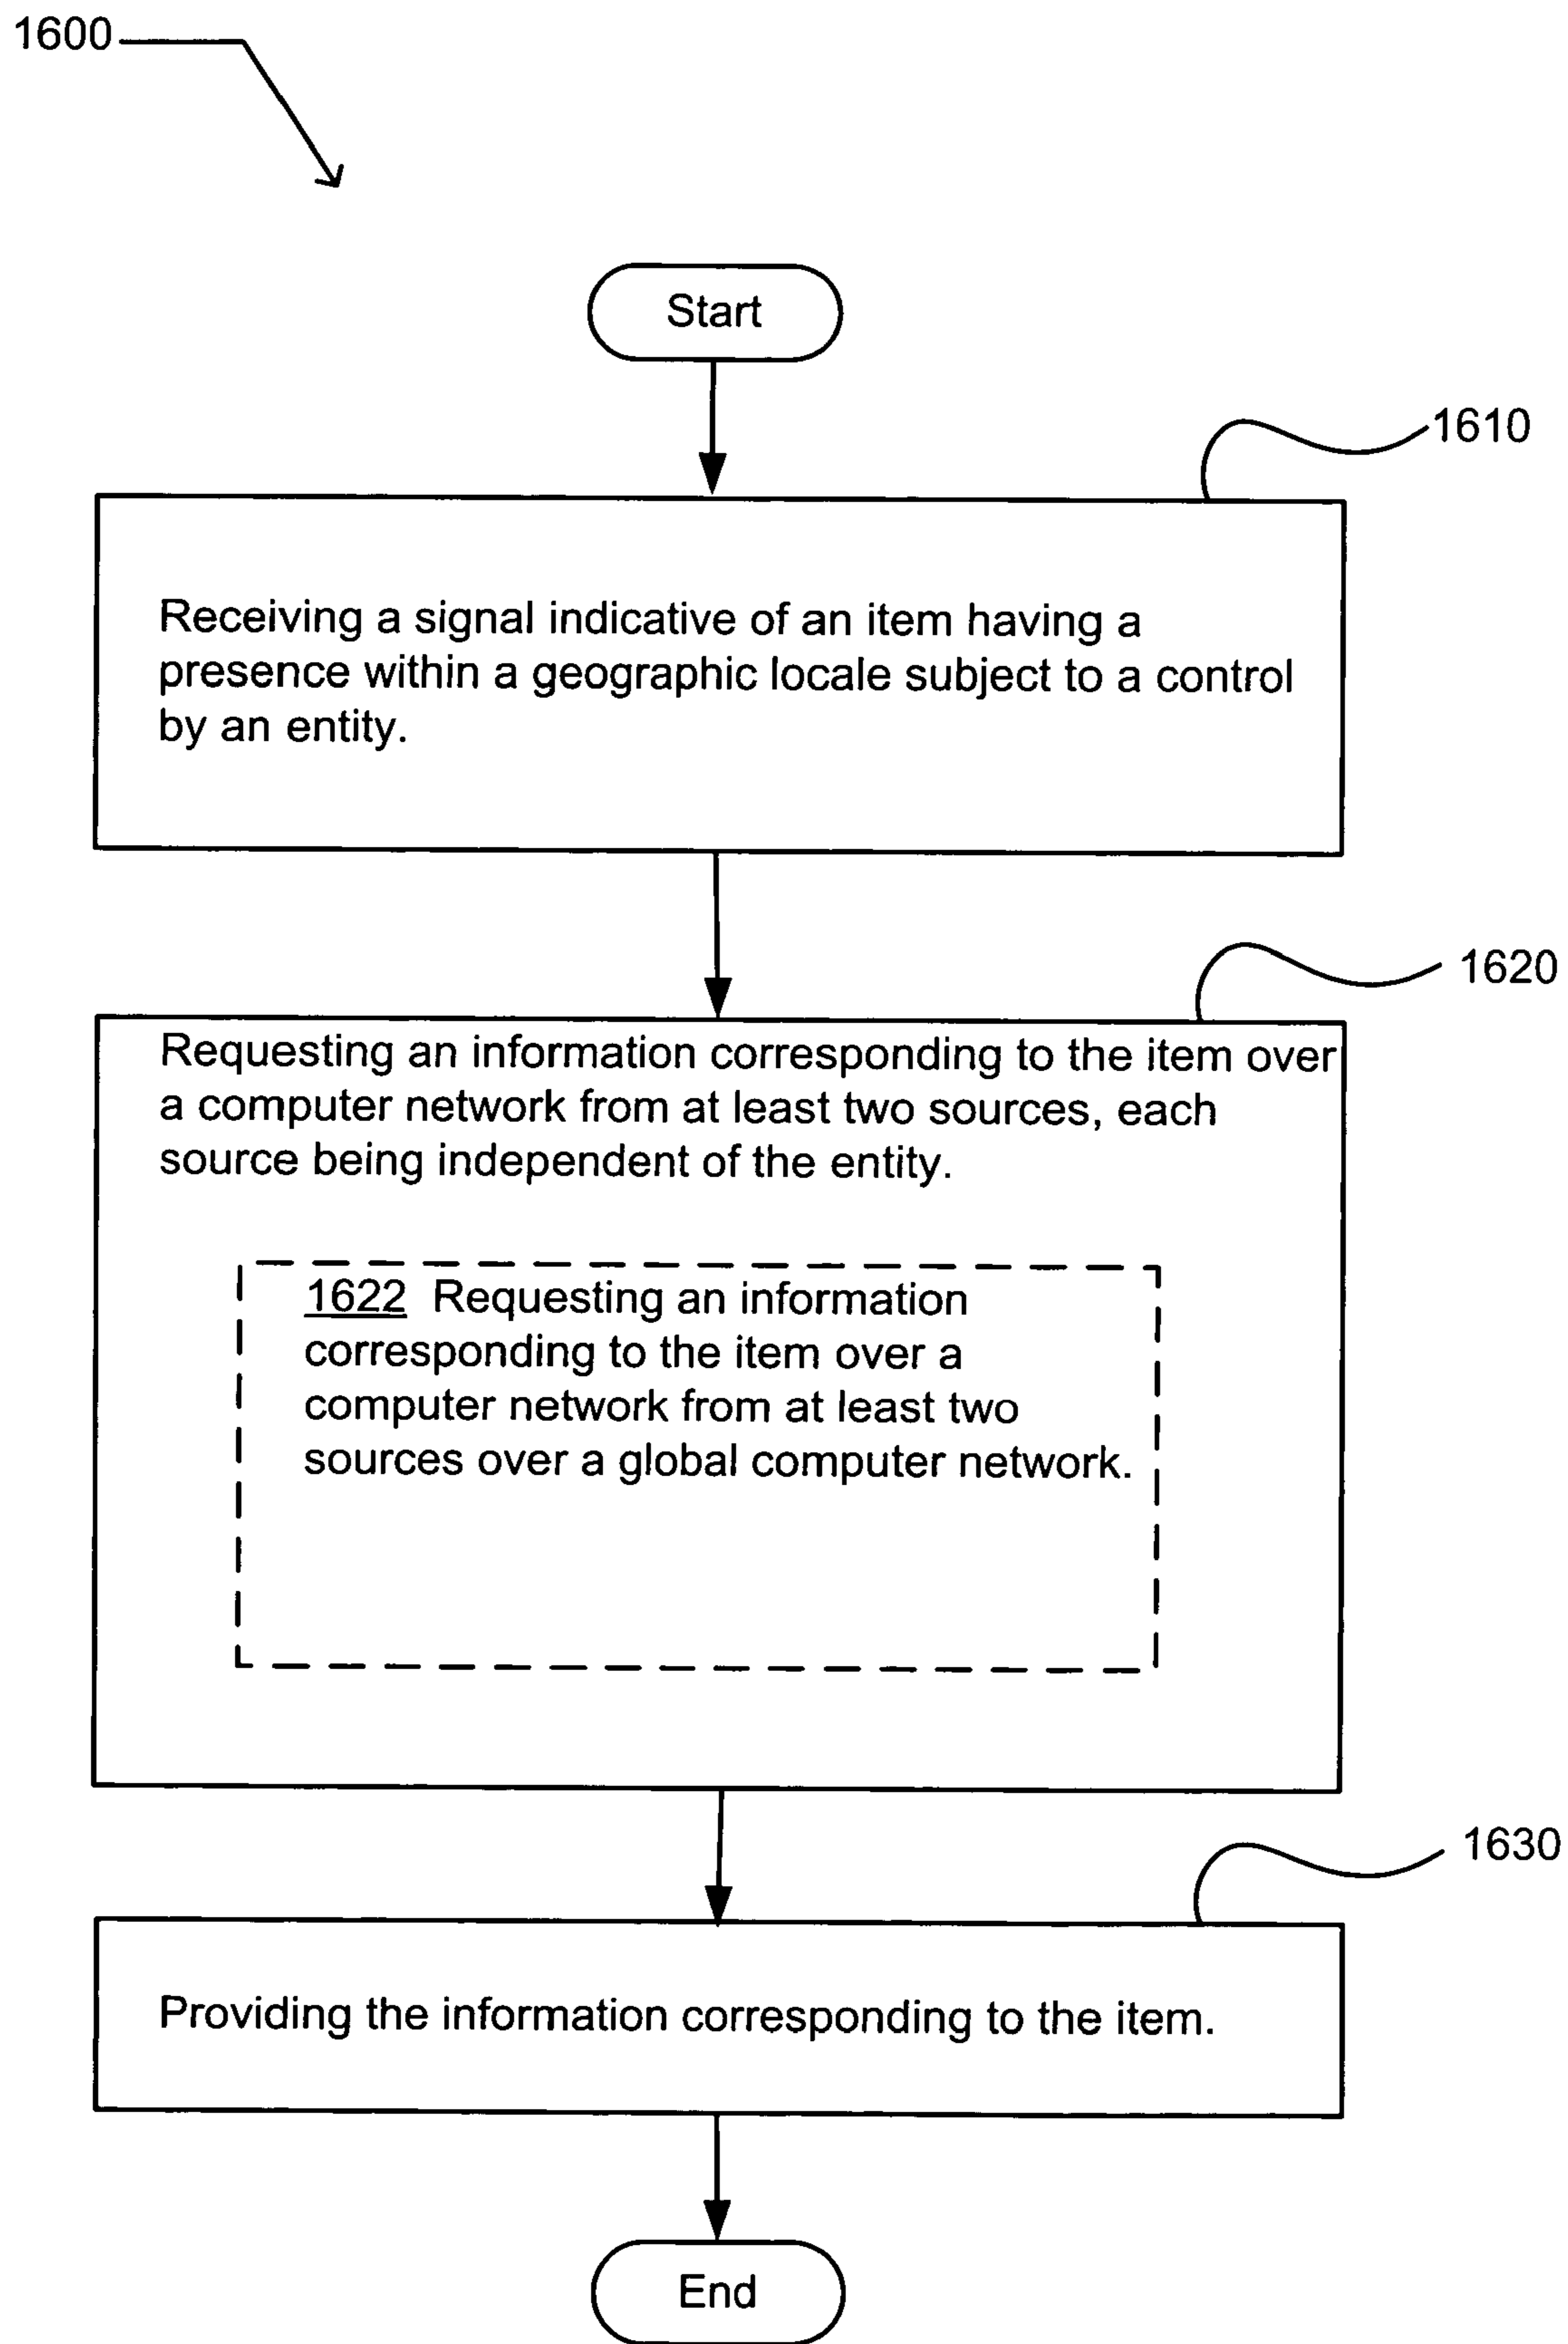 1600
Start
1610
Receiving a signal indicative of an item having a
presence within a geographic locale subject to a control
by an entity.
1620
Requesting an information corresponding to the item over
a computer network from at least two sources, each
source being independent of the entity.
1622 Requesting an information
corresponding to the item over a
computer network from at least two
sources over a global computer network.
1630
Providing the information corresponding to the item.
End